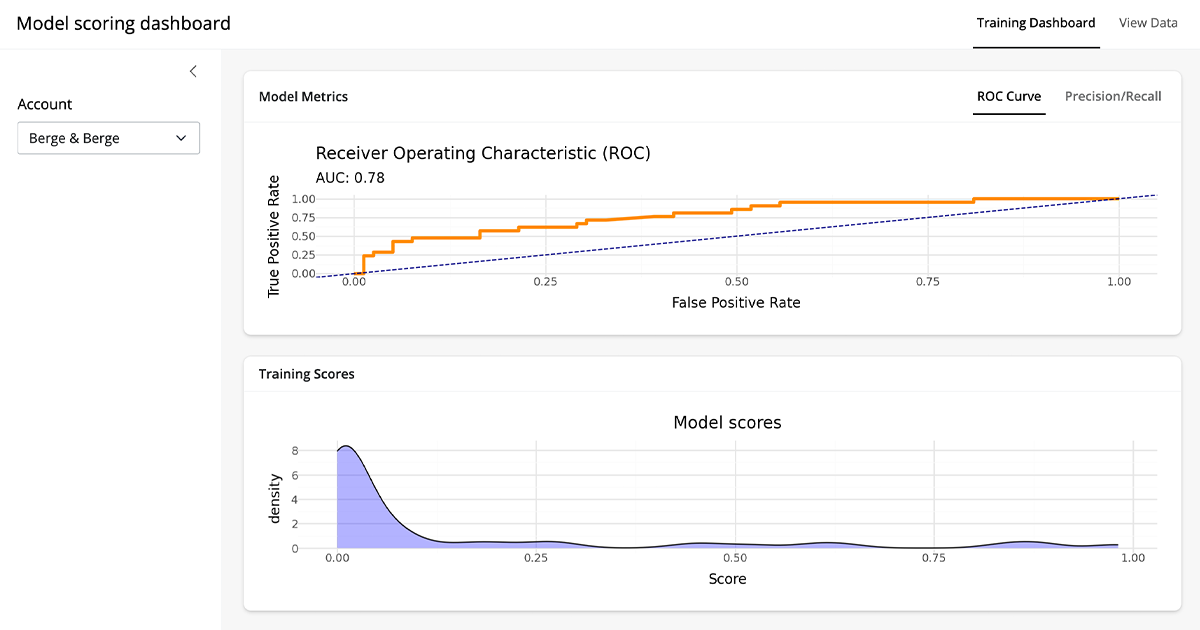 Model scoring dashboard
Training Dashboard
View Data
Account
Berge & Berge
Model Metrics
ROC Curve
Precision/Recall
Receiver Operating Characteristic (ROC)
AUC: 0.78
True Positive Rate
1.00
0.75
0.50
0.25
0.00
0.00 0.25 0.50 0.75 1.00
False Positive Rate
Training Scores
Model scores
density
8
6
4
2
0
0.00 0.25 0.50 0.75 1.00
Score